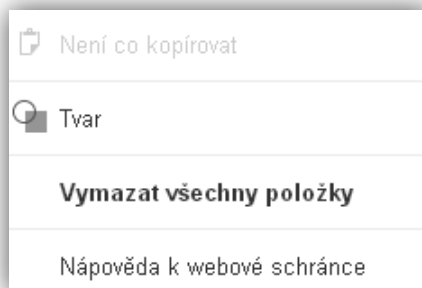 Není co kopírovat
Tvar
Vymazat všechny položky
Nápověda k webové schránce